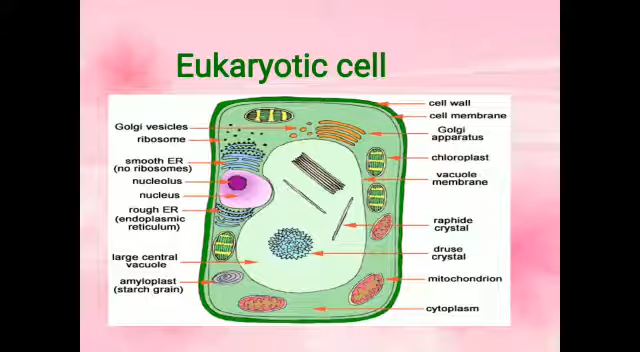 Eukaryotic cell
Golgi vesicles
ribosome
smooth ER
(no ribosomes)
nucleolus
nucleus
rough ER
(endoplasmic
reticulum)
large central
vacuole
amyloplast
(starch grain)
cell wall
cell membrane
Golgi
apparatus
chloroplast
vacuole
membrane
raphide
crystal
druse
crystal
mitochondrion
cytoplasm